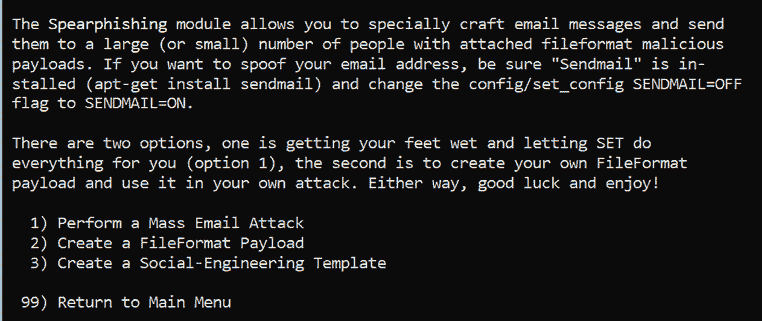 The Spearphishing module allows you to specially craft email messages and send
them to a large (or small) number of people with attached fileformat malicious
payloads. If you want to spoof your email address, be sure "Sendmail" is in-
stalled (apt-get install sendmail) and change the config/set_config SENDMAIL=OFF
flag to SENDMAIL=ON.

There are two options, one is getting your feet wet and letting SET do
everything for you (option 1), the second is to create your own FileFormat
payload and use it in your own attack. Either way, good luck and enjoy!

1) Perform a Mass Email Attack
2) Create a FileFormat Payload
3) Create a Social-Engineering Template

99) Return to Main Menu